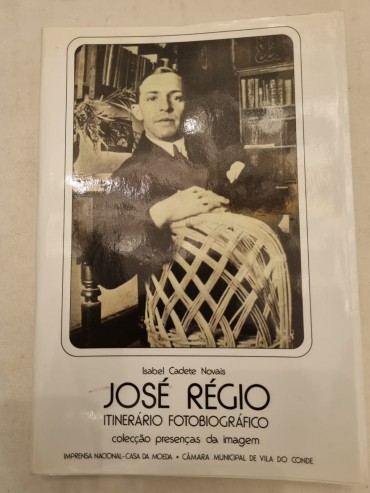 Isabel Cadete Novais
JOSÉ RÉGIO
ITINERÁRIO FOTOBIOGRÁFICO
colecção presenças da imagem
IMPRENSA NACIONAL-CASA DA MOEDA • CÂMARA MUNICIPAL DE VILA DO CONDE